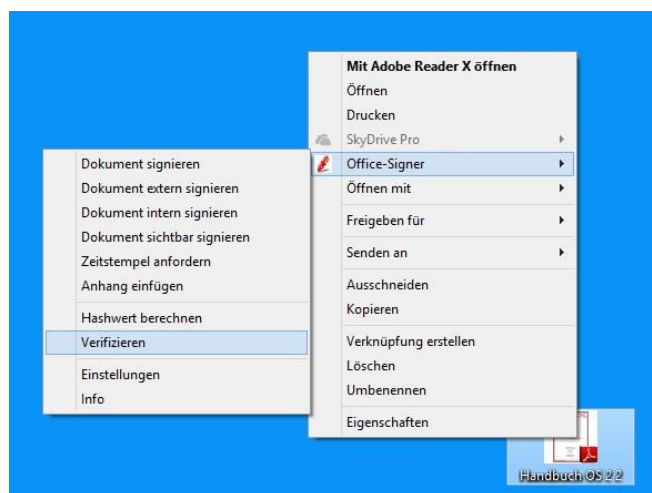 Mit Adobe Reader X öffnen
Öffnen
Drucken
SkyDrive Pro
Office-Signer
Öffnen mit
Freigeben für
Senden an
Ausschneiden
Kopieren
Verknüpfung erstellen
Löschen
Umbenennen
Eigenschaften
Dokument signieren
Dokument extern signieren
Dokument intern signieren
Dokument sichtbar signieren
Zeitstempel anfordern
Anhang einfügen
Hashwert berechnen
Verifizieren
Einstellungen
Info
Handbuch OS 2 2